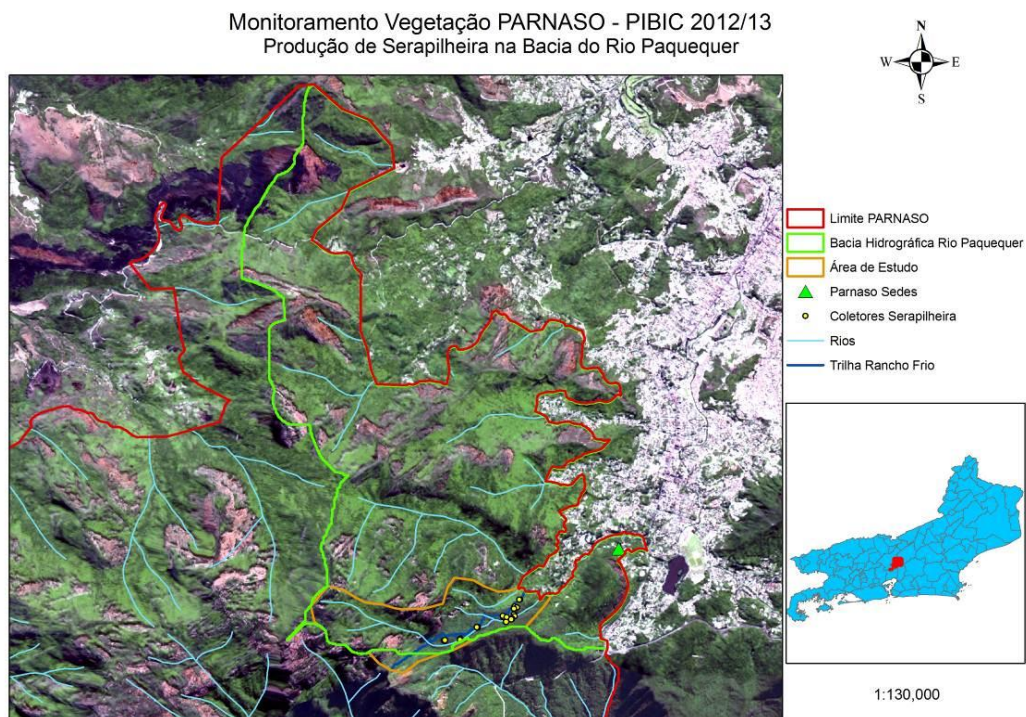 Monitoramento Vegetação PARNASO - PIBIC 2012/13
Produção de Serapilheira na Bacia do Rio Paquequer
N
W E
S
Limite PARNASO
Bacia Hidrográfica Rio Paquequer
Área de Estudo
Parnaso Sedes
Coletores Serapilheira
Rios
Trilha Rancho Frio
1:130,000